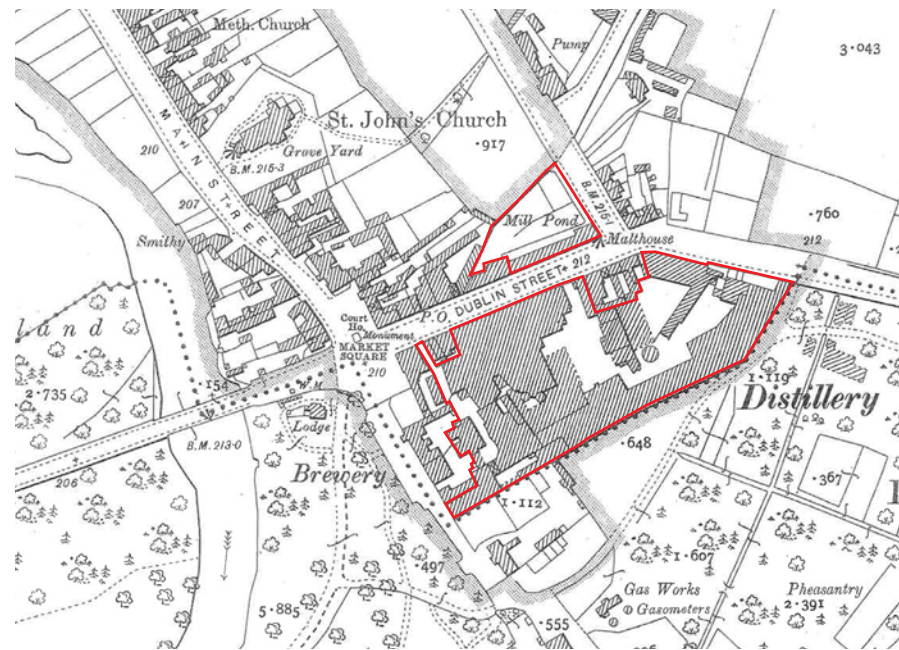 Meth. Church
Pump
3·043
MAIN STREET
St. John's Church
·917
210
Grove Yard
B.M. 215·3
B.M. 215·1
207
Mill Pond
·760
Smithy
Malthouse
212
DUBLIN STREET
212
P.O.
Court
Ho.
Monument
MARKET
SQUARE
210
land
·154
2·735
W.M.
1·119
Distillery
Lodge
B.M. 213·0
·648
206
Brewery
·367
1·112
·497
1·607
Gas Works
Gasometers
Pheasantry
2·391
5·885
·555